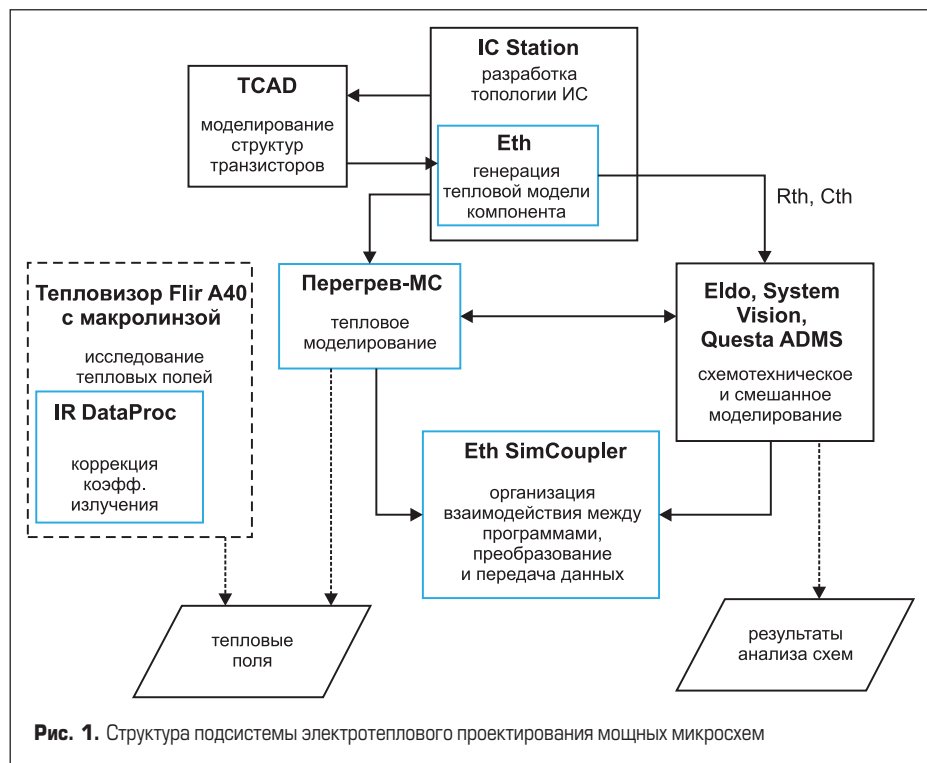 IC Station
разработка
топологии ИС
TCAD
моделирование
структур
транзисторов
Eth
генерация
тепловой модели
компонента
Rth, Cth
Тепловизор Flir A40
с макролинзой
исследование
тепловых полей
IR DataProc
коррекция
коэфф.
излучения
Перегрев-МС
тепловое
моделирование
Eldo, System
Vision,
Questa ADMS
схемотехническое
и смешанное
моделирование
Eth SimCoupler
организация
взаимодействия между
программами,
преобразование
и передача данных
тепловые
поля
результаты
анализа схем
Рис. 1. Структура подсистемы электротеплового проектирования мощных микросхем